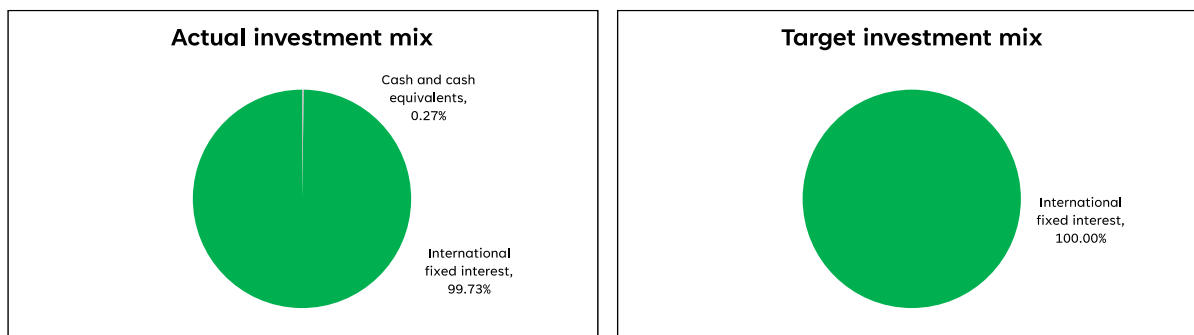 Actual investment mix
Cash and cash
equivalents,
0.27%
International
fixed interest,
99.73%
Target investment mix
International
fixed interest,
100.00%